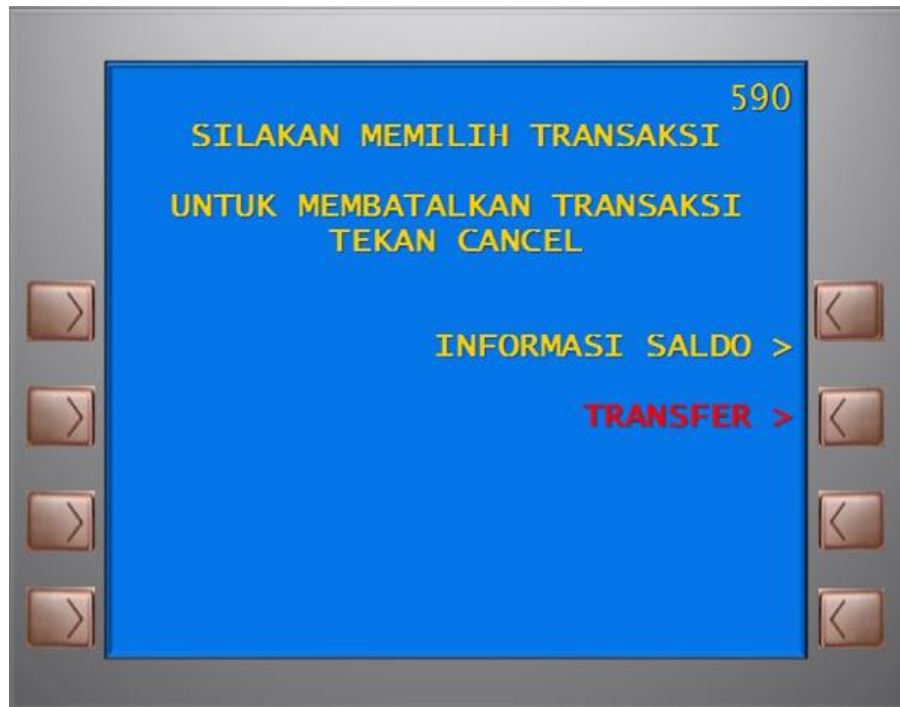 590
SILAKAN MEMILIH TRANSAKSI
UNTUK MEMBATALKAN TRANSAKSI
TEKAN CANCEL
INFORMASI SALDO >
TRANSFER >